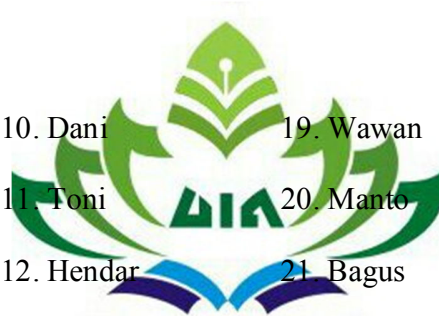 10. Dani 19. Wawan
11. Toni 20. Manto
12. Hendar 21. Bagus
UIN